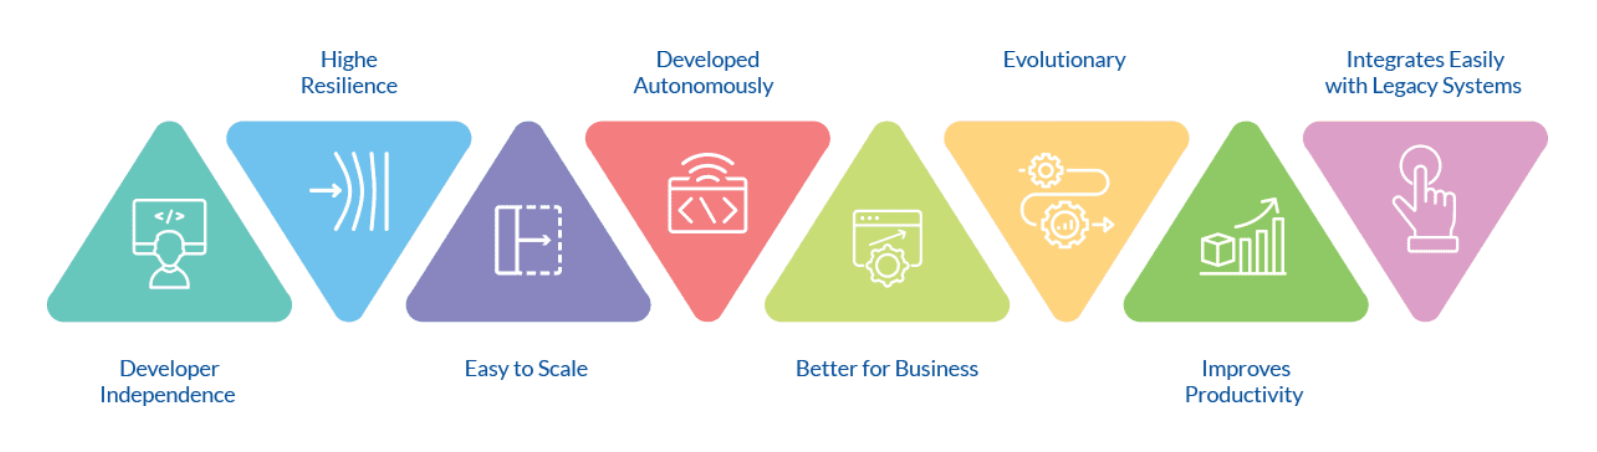 Highe
Resilience
Developed
Autonomously
Evolutionary
Integrates Easily
with Legacy Systems
</>
<\>
Developer
Independence
Easy to Scale
Better for Business
Improves
Productivity